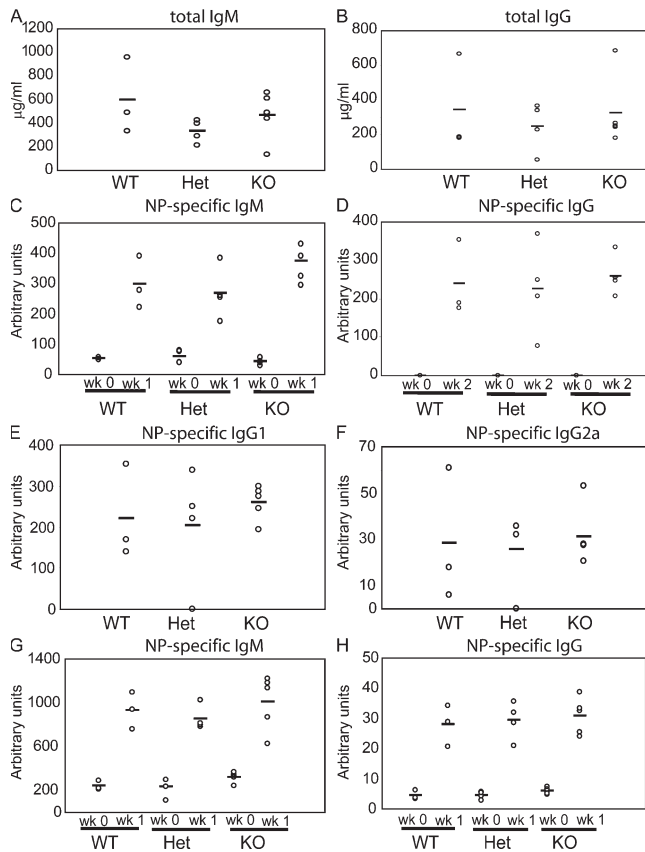 A total IgM
1200
1000
800
600
400
200
0
µg/ml
WT Het KO
B total IgG
800
600
400
200
0
µg/ml
WT Het KO
C NP-specific IgM
500
400
300
200
100
0
Arbitrary units
wk 0 wk 1 wk 0 wk 1 wk 0 wk 1
WT Het KO
D NP-specific IgG
400
300
200
100
0
Arbitrary units
wk 0 wk 2 wk 0 wk 2 wk 0 wk 2
WT Het KO
E NP-specific IgG1
400
300
200
100
0
Arbitrary units
WT Het KO
F NP-specific IgG2a
70
50
30
10
0
Arbitrary units
WT Het KO
G NP-specific IgM
1400
1000
600
200
0
Arbitrary units
wk 0 wk 1 wk 0 wk 1 wk 0 wk 1
WT Het KO
H NP-specific IgG
50
40
30
20
10
0
Arbitrary units
wk 0 wk 1 wk 0 wk 1 wk 0 wk 1
WT Het KO